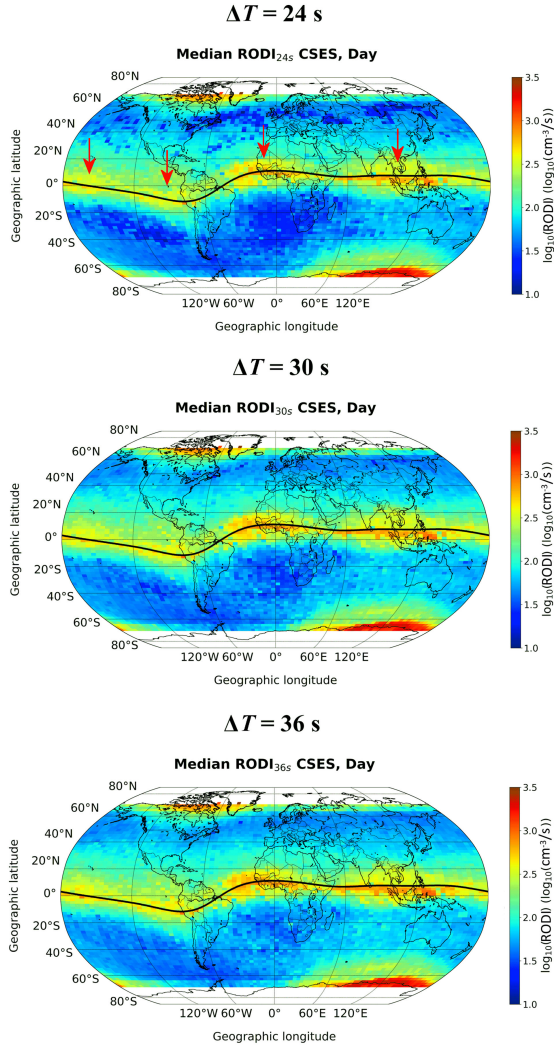 ΔT = 24 s
Median RODI24s CSES, Day
80°N
60°N
40°N
20°N
0°
20°S
40°S
60°S
80°S
120°W 60°W 0° 60°E 120°E
Geographic latitude
Geographic longitude
3.5
3.0
2.5
2.0
1.5
1.0
log10(RODI) (log10(cm⁻³/s))
ΔT = 30 s
Median RODI30s CSES, Day
80°N
60°N
40°N
20°N
0°
20°S
40°S
60°S
80°S
120°W 60°W 0° 60°E 120°E
Geographic latitude
Geographic longitude
3.5
3.0
2.5
2.0
1.5
1.0
log10(RODI) (log10(cm⁻³/s))
ΔT = 36 s
Median RODI36s CSES, Day
80°N
60°N
40°N
20°N
0°
20°S
40°S
60°S
80°S
120°W 60°W 0° 60°E 120°E
Geographic latitude
Geographic longitude
3.5
3.0
2.5
2.0
1.5
1.0
log10(RODI) (log10(cm⁻³/s))